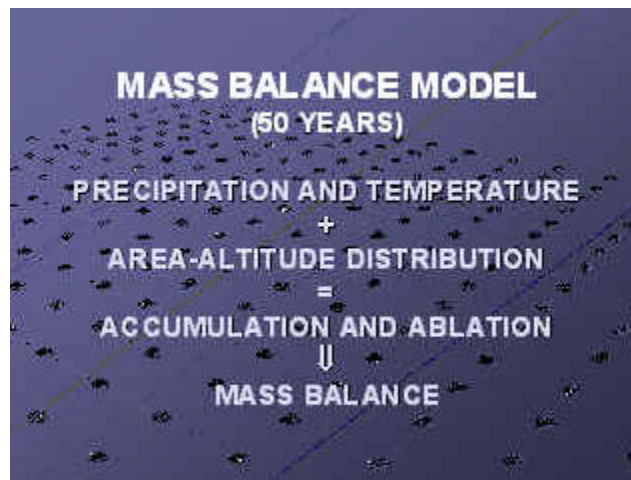 MASS BALANCE MODEL
(50 YEARS)
PRECIPITATION AND TEMPERATURE
+
AREA-ALTITUDE DISTRIBUTION
=
ACCUMULATION AND ABLATION
⇓
MASS BALANCE